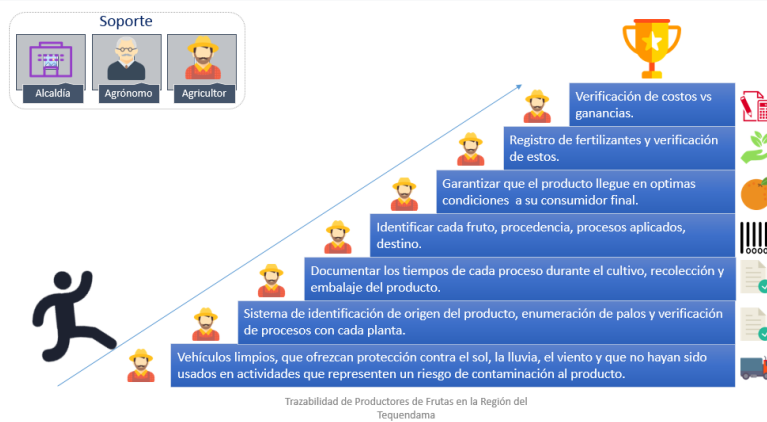 Soporte
Alcaldía
Agrónomo
Agricultor
Verificación de costos vs
ganancias.
Registro de fertilizantes y verificación
de estos.
Garantizar que el producto llegue en optimas
condiciones a su consumidor final.
Identificar cada fruto, procedencia, procesos aplicados,
destino.
Documentar los tiempos de cada proceso durante el cultivo, recolección y
embalaje del producto.
Sistema de identificación de origen del producto, enumeración de palos y verificación
de procesos con cada planta.
Vehículos limpios, que ofrezcan protección contra el sol, la lluvia, el viento y que no hayan sido
usados en actividades que representen un riesgo de contaminación al producto.
Trazabilidad de Productores de Frutas en la Región del
Tequendama